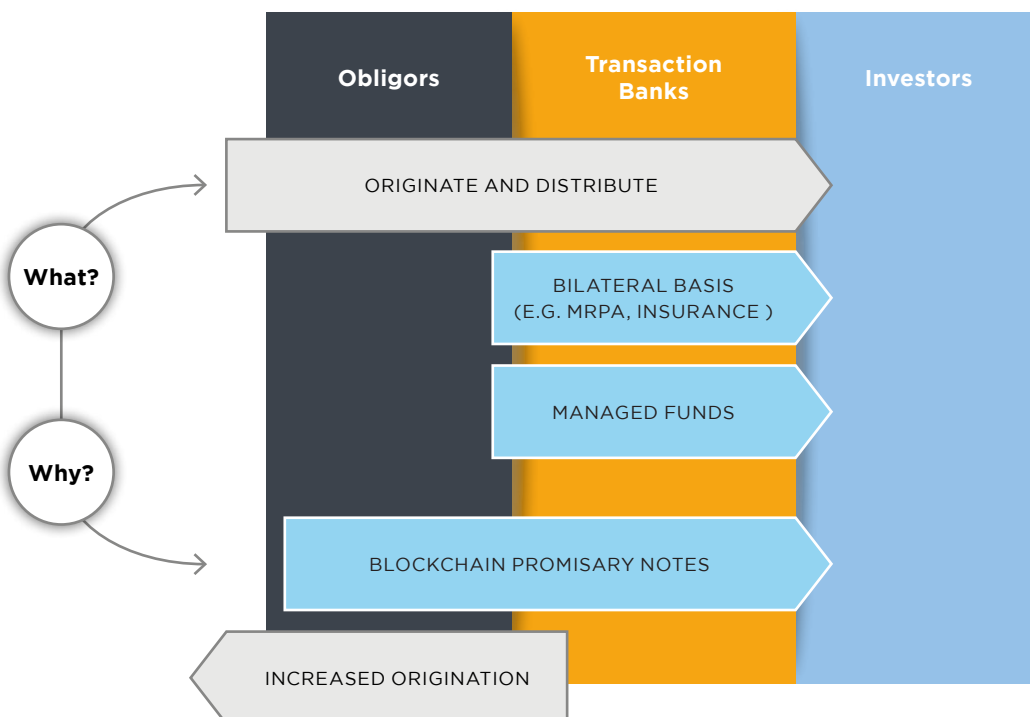 Obligors
Transaction
Banks
Investors
ORIGINATE AND DISTRIBUTE
What?
BILATERAL BASIS
(E.G. MRPA, INSURANCE )
MANAGED FUNDS
Why?
BLOCKCHAIN PROMISARY NOTES
INCREASED ORIGINATION